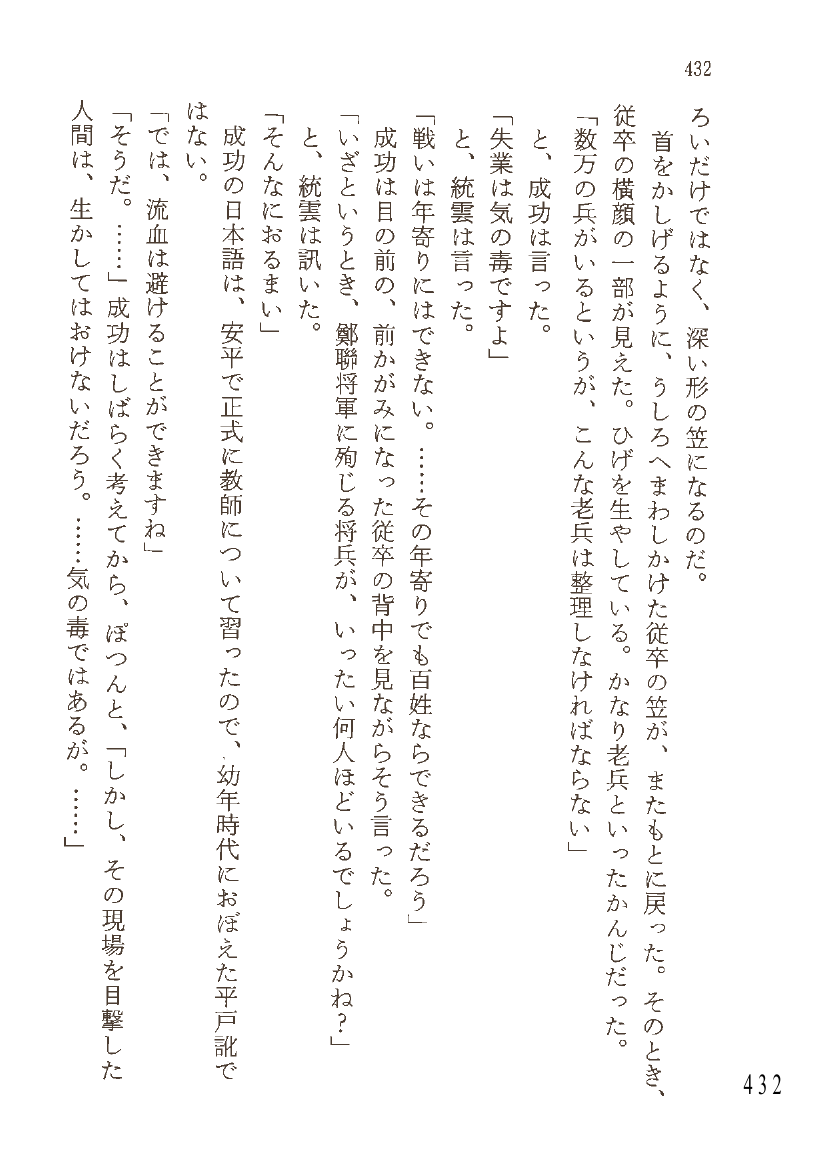 432
ろいだけではなく、深い形の笠になるのだ。
首をかしげるように、うしろへまわしかけた従卒の笠が、またもとに戻った。そのとき、
従卒の横顔の一部が見えた。ひげを生やしている。かなり老兵といったかんじだった。
「数万の兵がいるというが、こんな老兵は整理しなければならない」
と、成功は言った。
「失業は気の毒ですよ」
と、統雲は言った。
「戦いは年寄りにはできない。……その年寄りでも百姓ならできるだろう」
成功は目の前の、前かがみになった従卒の背中を見ながらそう言った。
「いざというとき、鄭聯将軍に殉じる将兵が、いったい何人ほどいるでしょうかね？」
と、統雲は訊いた。
「そんなにおるまい」
成功の日本語は、安平で正式に教師について習ったので、幼年時代におぼえた平戸訛で
はない。
「では、流血は避けることができますね」
「そうだ。……」成功はしばらく考えてから、ぽつんと、「しかし、その現場を目撃した
人間は、生かしてはおけないだろう。……気の毒ではあるが。……」
432